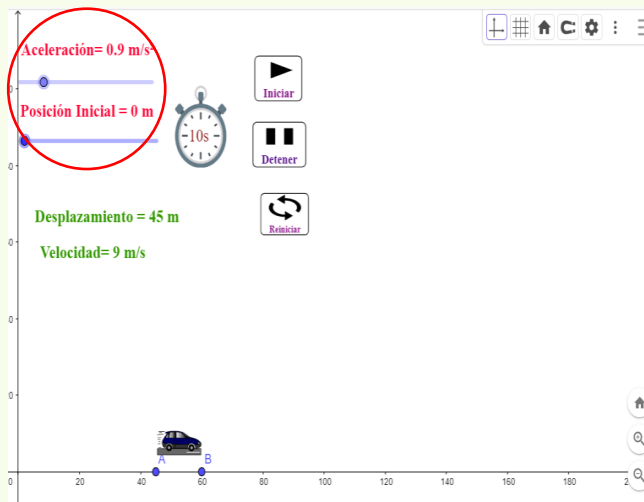 Aceleración= 0.9 m/s²
Posición Inicial = 0 m
10s
Iniciar
Detener
Reiniciar
Desplazamiento = 45 m
Velocidad= 9 m/s
A B
0 20 40 60 80 100 120 140 160 180